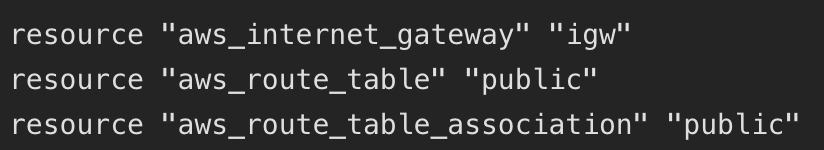 resource "aws_internet_gateway" "igw"
resource "aws_route_table" "public"
resource "aws_route_table_association" "public"